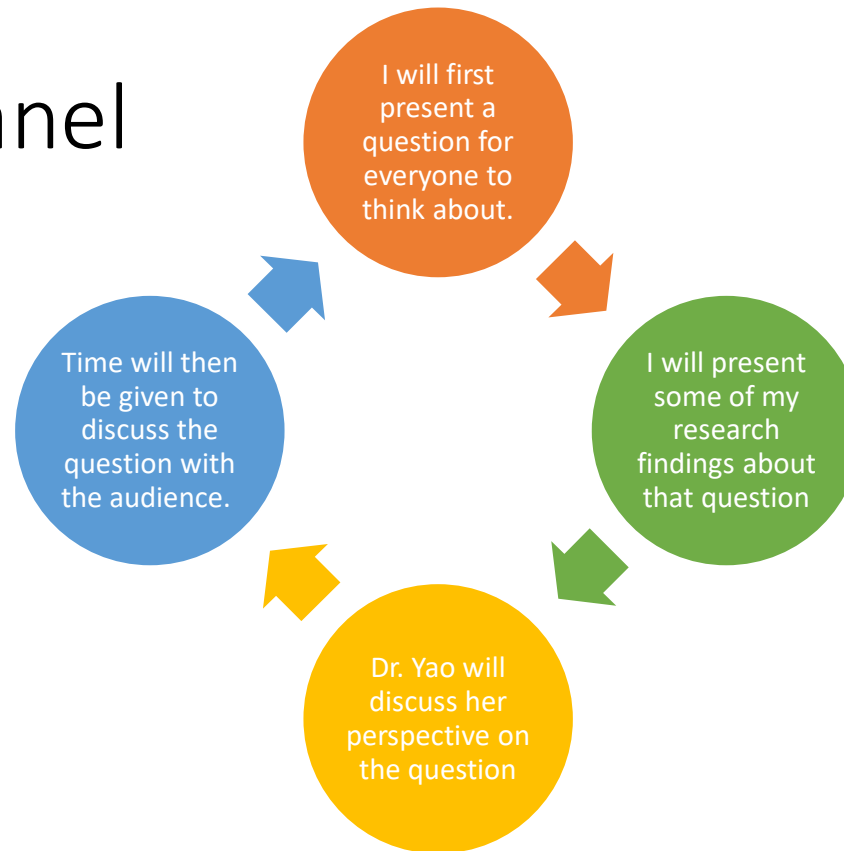 nel
I will first
present a
question for
everyone to
think about.
I will present
some of my
research
findings about
that question
Dr. Yao will
discuss her
perspective on
the question
Time will then
be given to
discuss the
question with
the audience.